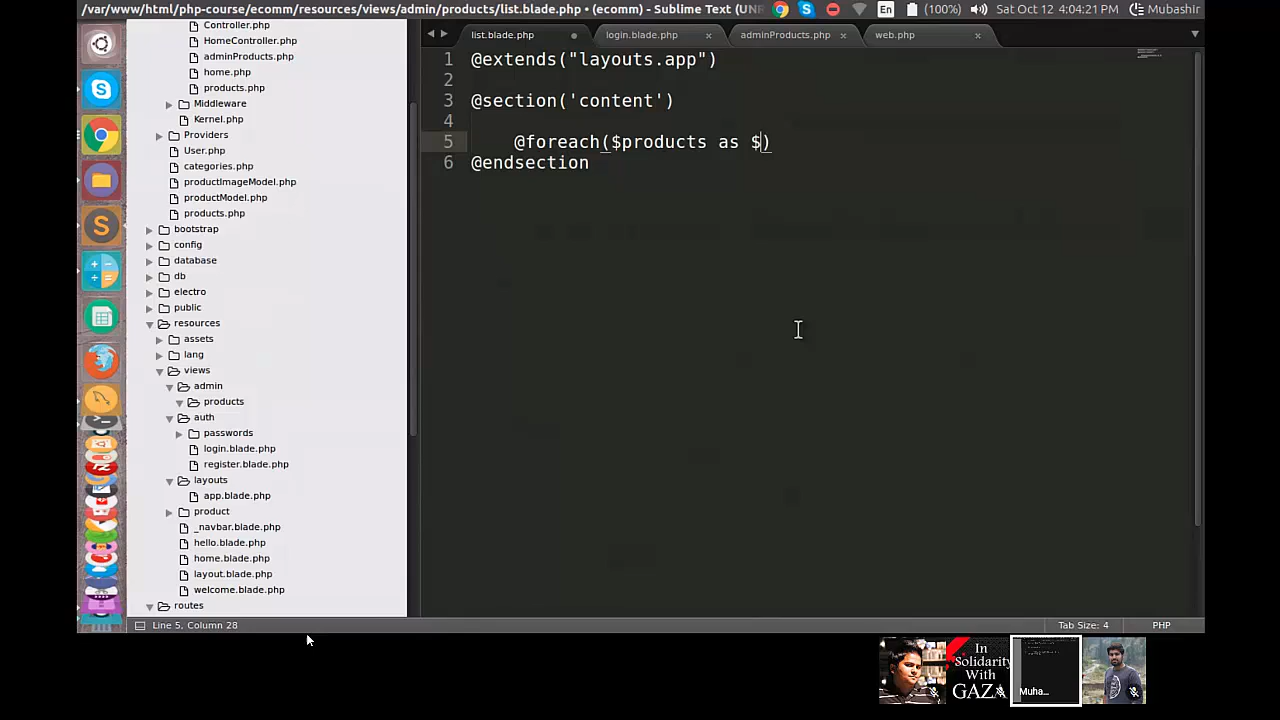 /var/www/html/php-course/ecomm/resources/views/admin/products/list.blade.php • (ecomm) - Sublime Text (UNR
En (100%) Sat Oct 12 4:04:21 PM Mubashir
Controller.php
HomeController.php
adminProducts.php
home.php
products.php
Middleware
Kernel.php
Providers
User.php
categories.php
productImageModel.php
productModel.php
products.php
bootstrap
config
database
db
electro
public
resources
assets
lang
views
admin
products
auth
passwords
login.blade.php
register.blade.php
layouts
app.blade.php
product
_navbar.blade.php
hello.blade.php
home.blade.php
layout.blade.php
welcome.blade.php
routes
list.blade.php login.blade.php adminProducts.php web.php
1 @extends("layouts.app")
2
3 @section('content')
4
5 @foreach($products as $)
6 @endsection
Line 5, Column 28 Tab Size: 4 PHP
In
Solidarity
With
GAZA
Muha...